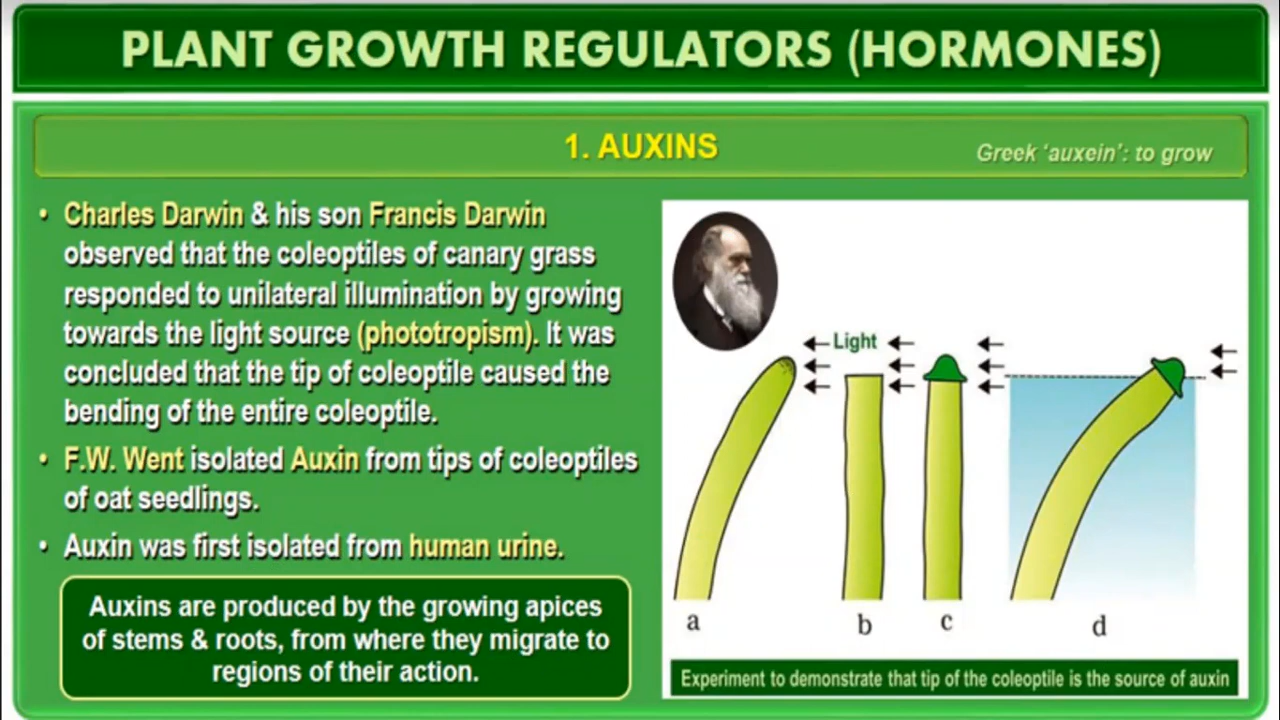 PLANT GROWTH REGULATORS (HORMONES)
1. AUXINS
Greek ‘auxein’: to grow
• Charles Darwin & his son Francis Darwin
observed that the coleoptiles of canary grass
responded to unilateral illumination by growing
towards the light source (phototropism). It was
concluded that the tip of coleoptile caused the
bending of the entire coleoptile.
• F.W. Went isolated Auxin from tips of coleoptiles
of oat seedlings.
• Auxin was first isolated from human urine.
Auxins are produced by the growing apices
of stems & roots, from where they migrate to
regions of their action.
Light
a b c d
Experiment to demonstrate that tip of the coleoptile is the source of auxin